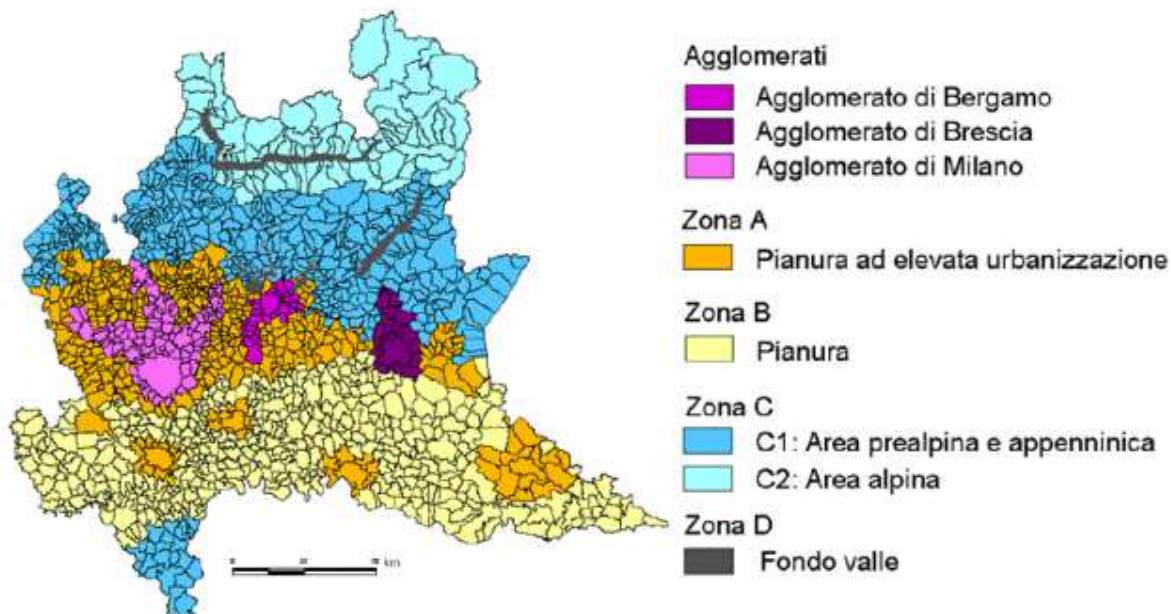 Agglomerati
Agglomerato di Bergamo
Agglomerato di Brescia
Agglomerato di Milano
Zona A
Pianura ad elevata urbanizzazione
Zona B
Pianura
Zona C
C1: Area prealpina e appenninica
C2: Area alpina
Zona D
Fondo valle
km